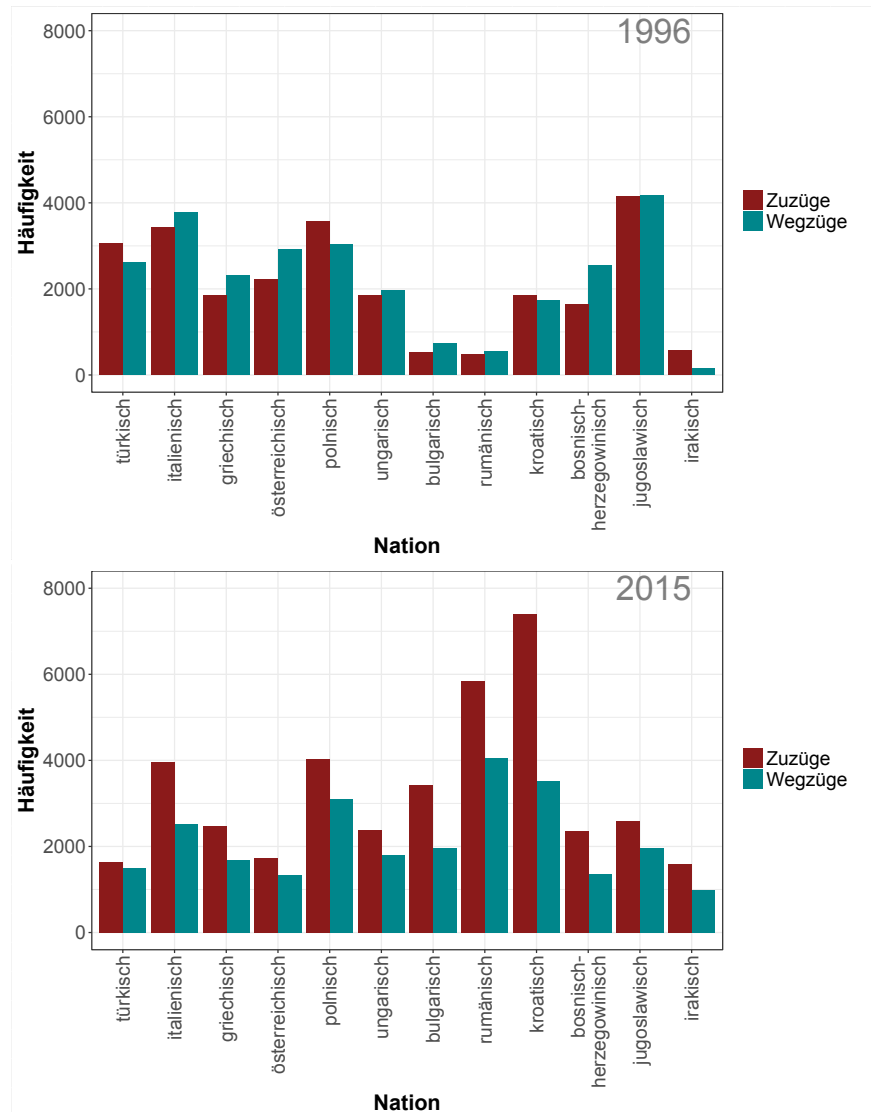 1996
8000
6000
4000
2000
0
Häufigkeit
türkisch
italienisch
griechisch
österreichisch
polnisch
ungarisch
bulgarisch
rumänisch
kroatisch
bosnisch-
herzegowinisch
jugoslawisch
irakisch
Nation
Zuzüge
Wegzüge
2015
8000
6000
4000
2000
0
Häufigkeit
türkisch
italienisch
griechisch
österreichisch
polnisch
ungarisch
bulgarisch
rumänisch
kroatisch
bosnisch-
herzegowinisch
jugoslawisch
irakisch
Nation
Zuzüge
Wegzüge